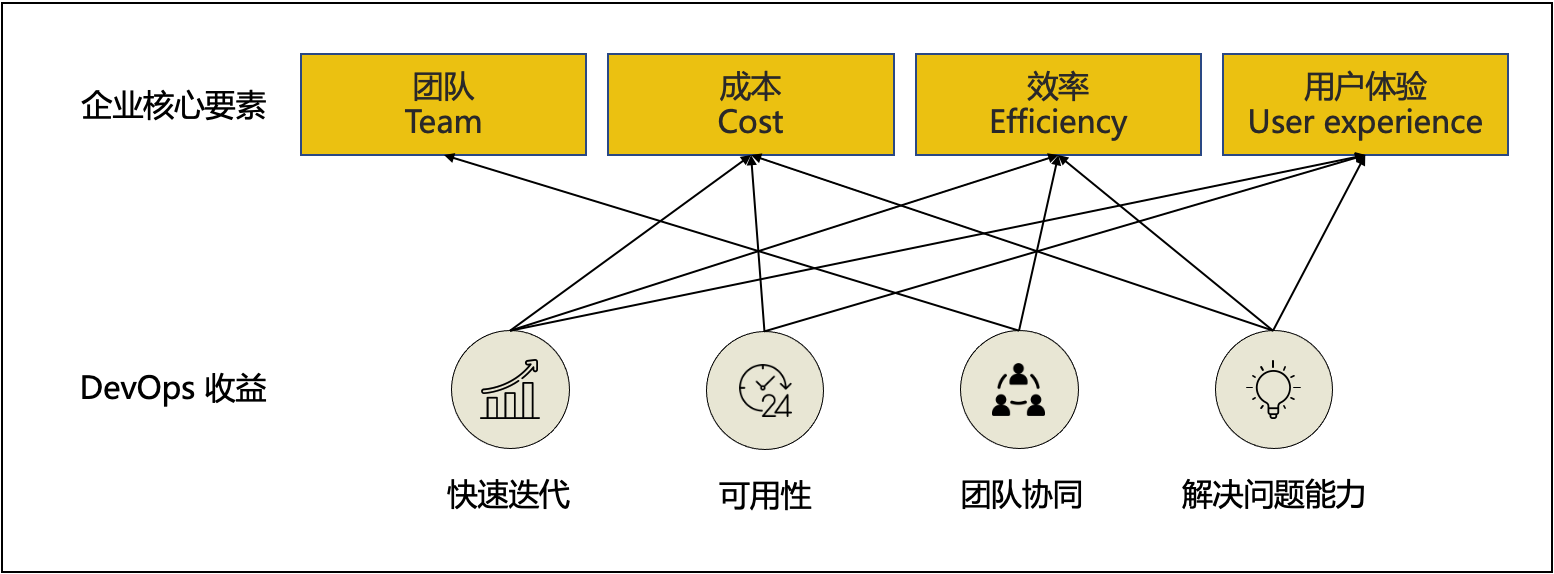 企业核心要素
团队
Team
成本
Cost
效率
Efficiency
用户体验
User experience
DevOps 收益
24
快速迭代
可用性
团队协同
解决问题能力